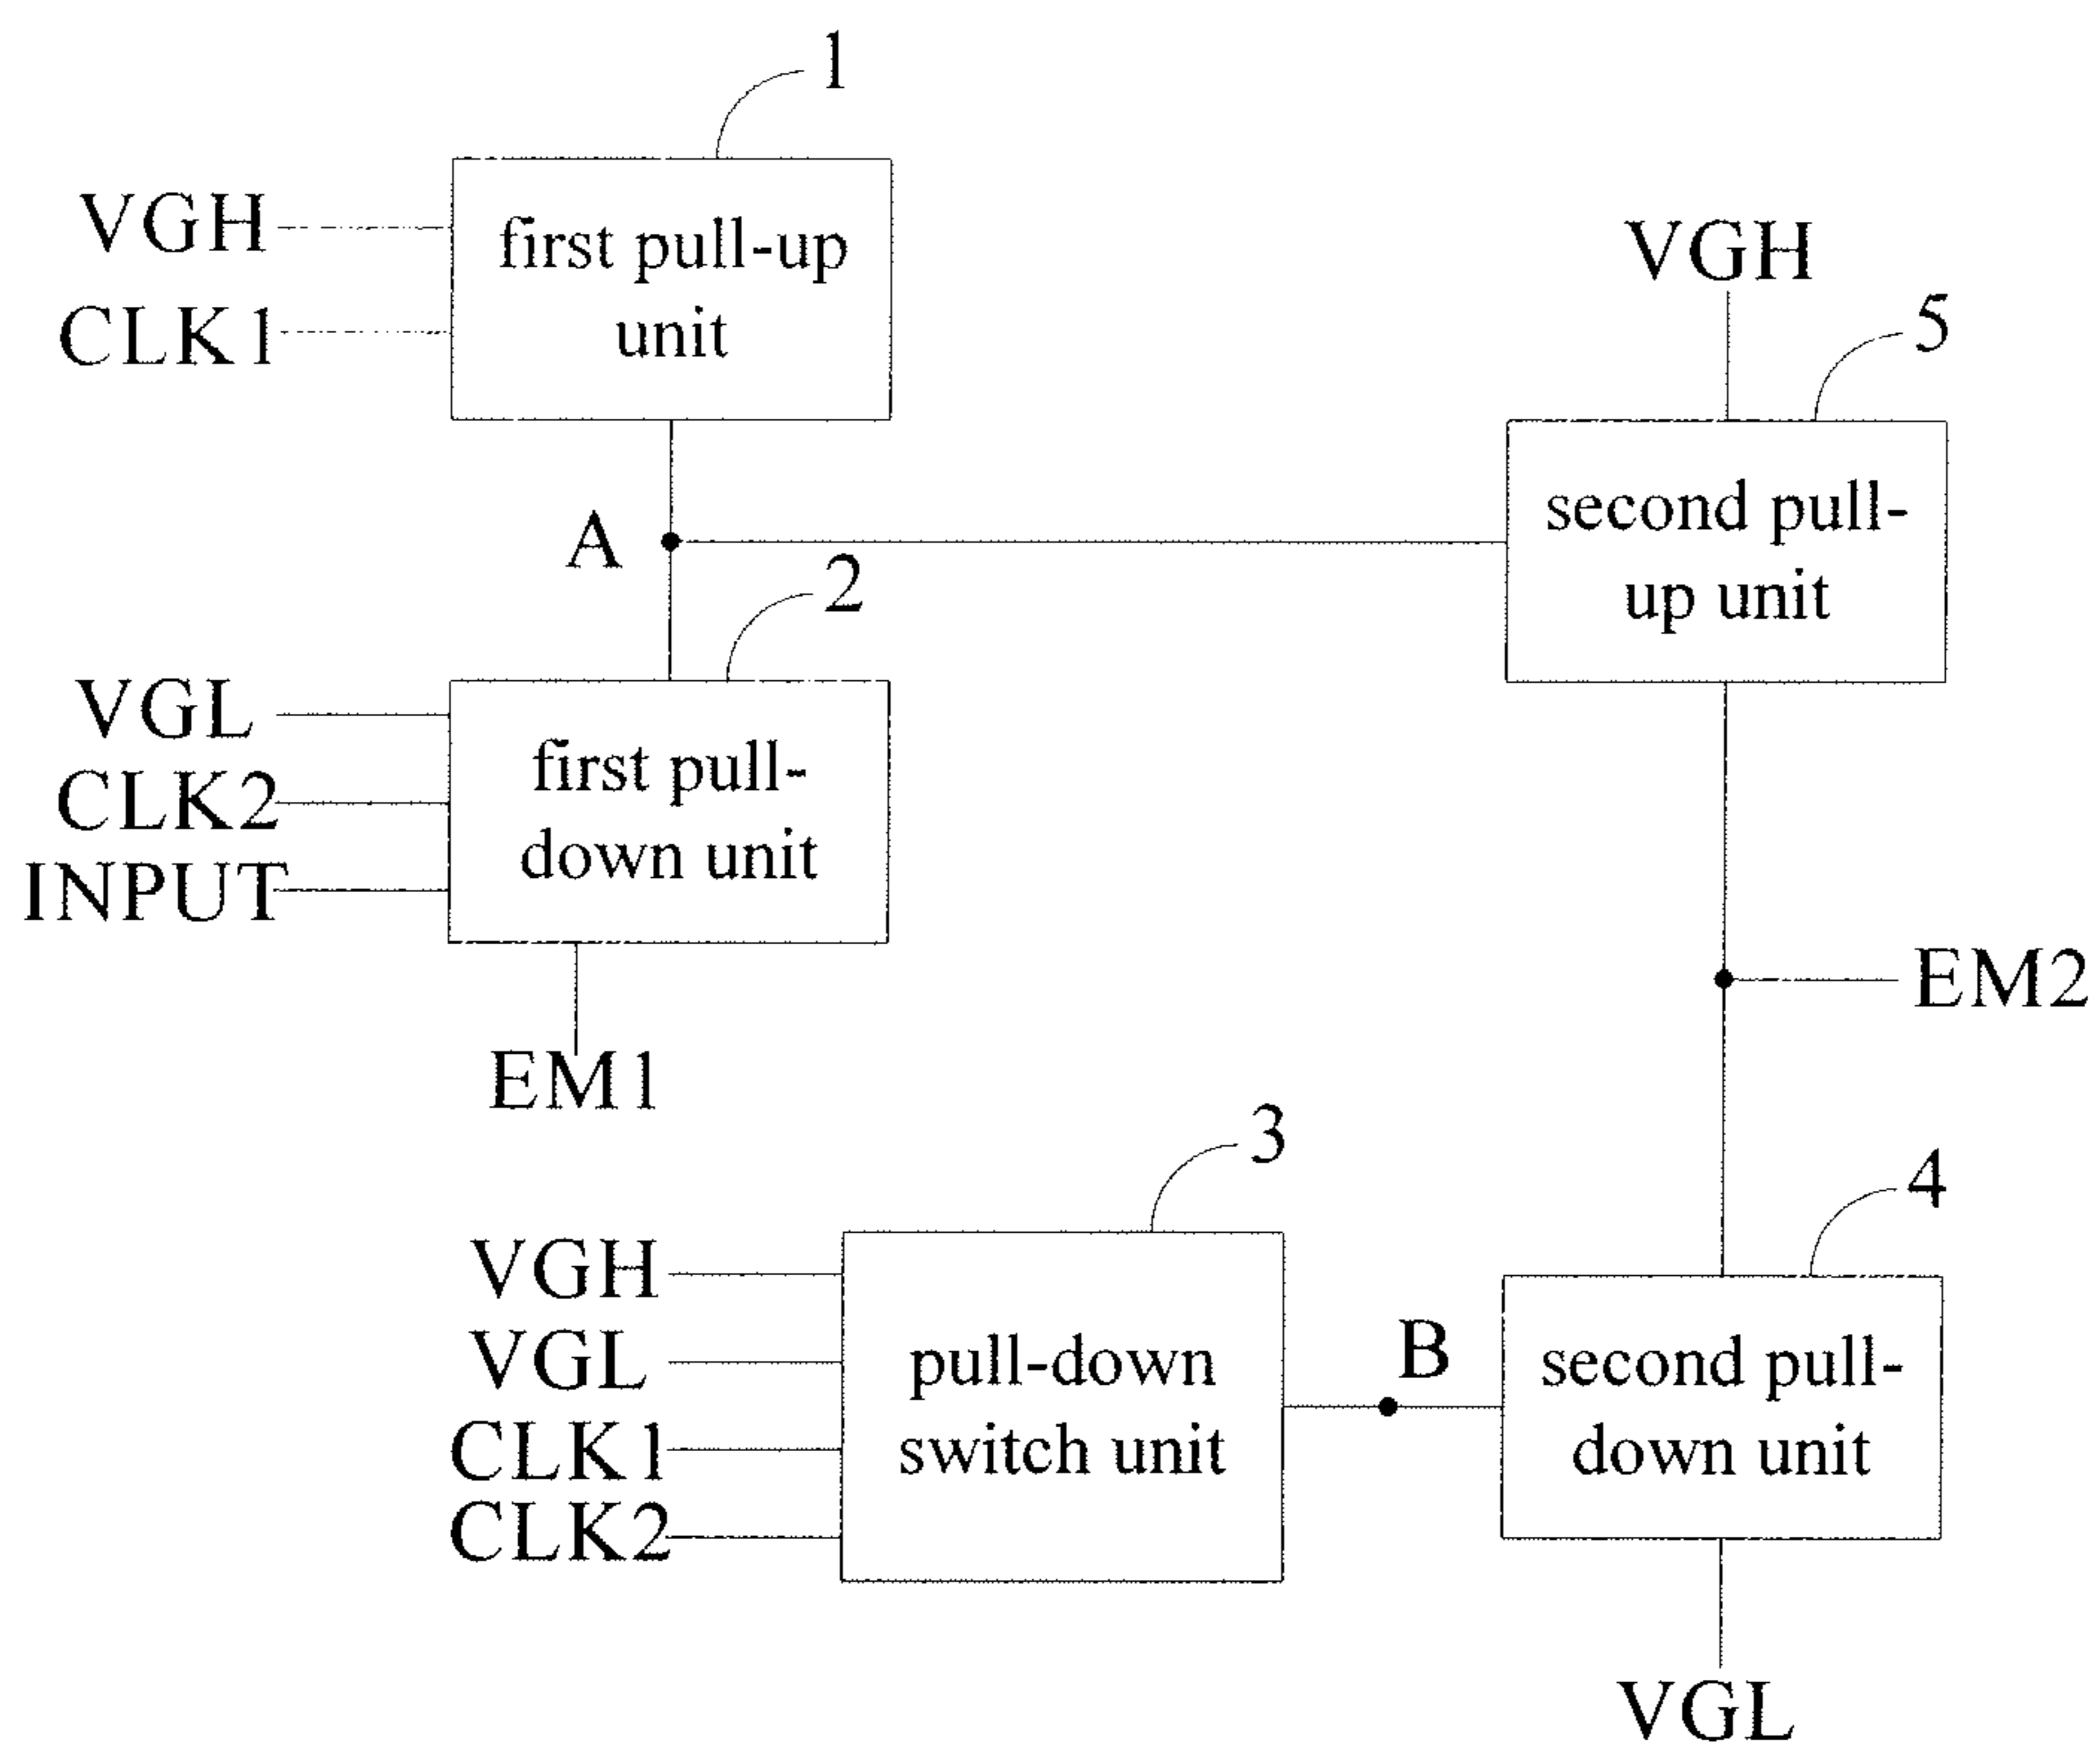 1
VGH
CLK1
first pull-up
unit
VGH
5
second pull-
up unit
A
2
VGL
CLK2
INPUT
first pull-
down unit
EM1
EM2
3
VGH
VGL
CLK1
CLK2
pull-down
switch unit
B
4
second pull-
down unit
VGL